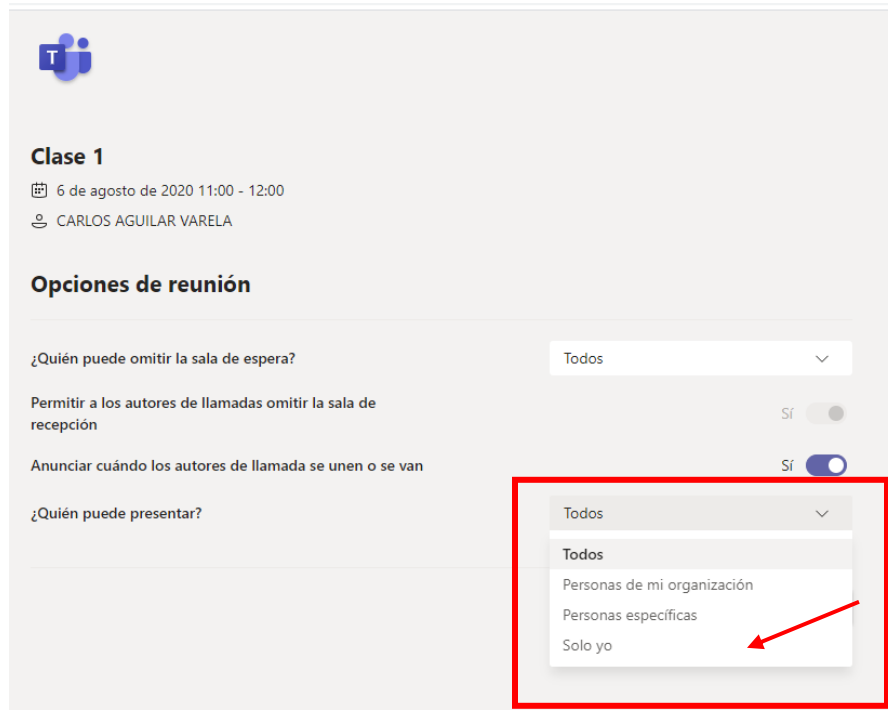 T
Clase 1
6 de agosto de 2020 11:00 - 12:00
CARLOS AGUILAR VARELA
Opciones de reunión
¿Quién puede omitir la sala de espera?
Todos
Permitir a los autores de llamadas omitir la sala de
recepción
Sí
Anunciar cuándo los autores de llamada se unen o se van
Sí
¿Quién puede presentar?
Todos
Todos
Personas de mi organización
Personas específicas
Solo yo